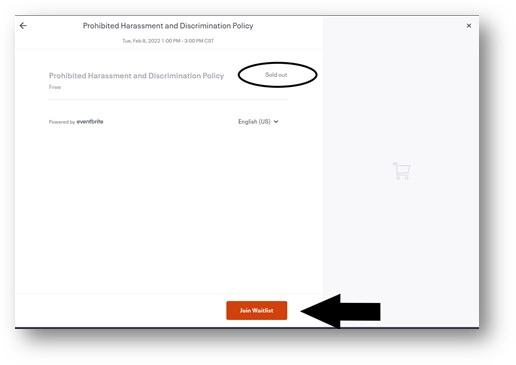 Prohibited Harassment and Discrimination Policy
Tue, Feb 8, 2022 1:00 PM - 3:00 PM CST
Prohibited Harassment and Discrimination Policy
Sold out
Free
Powered by eventbrite
English (US)
Join Waitlist